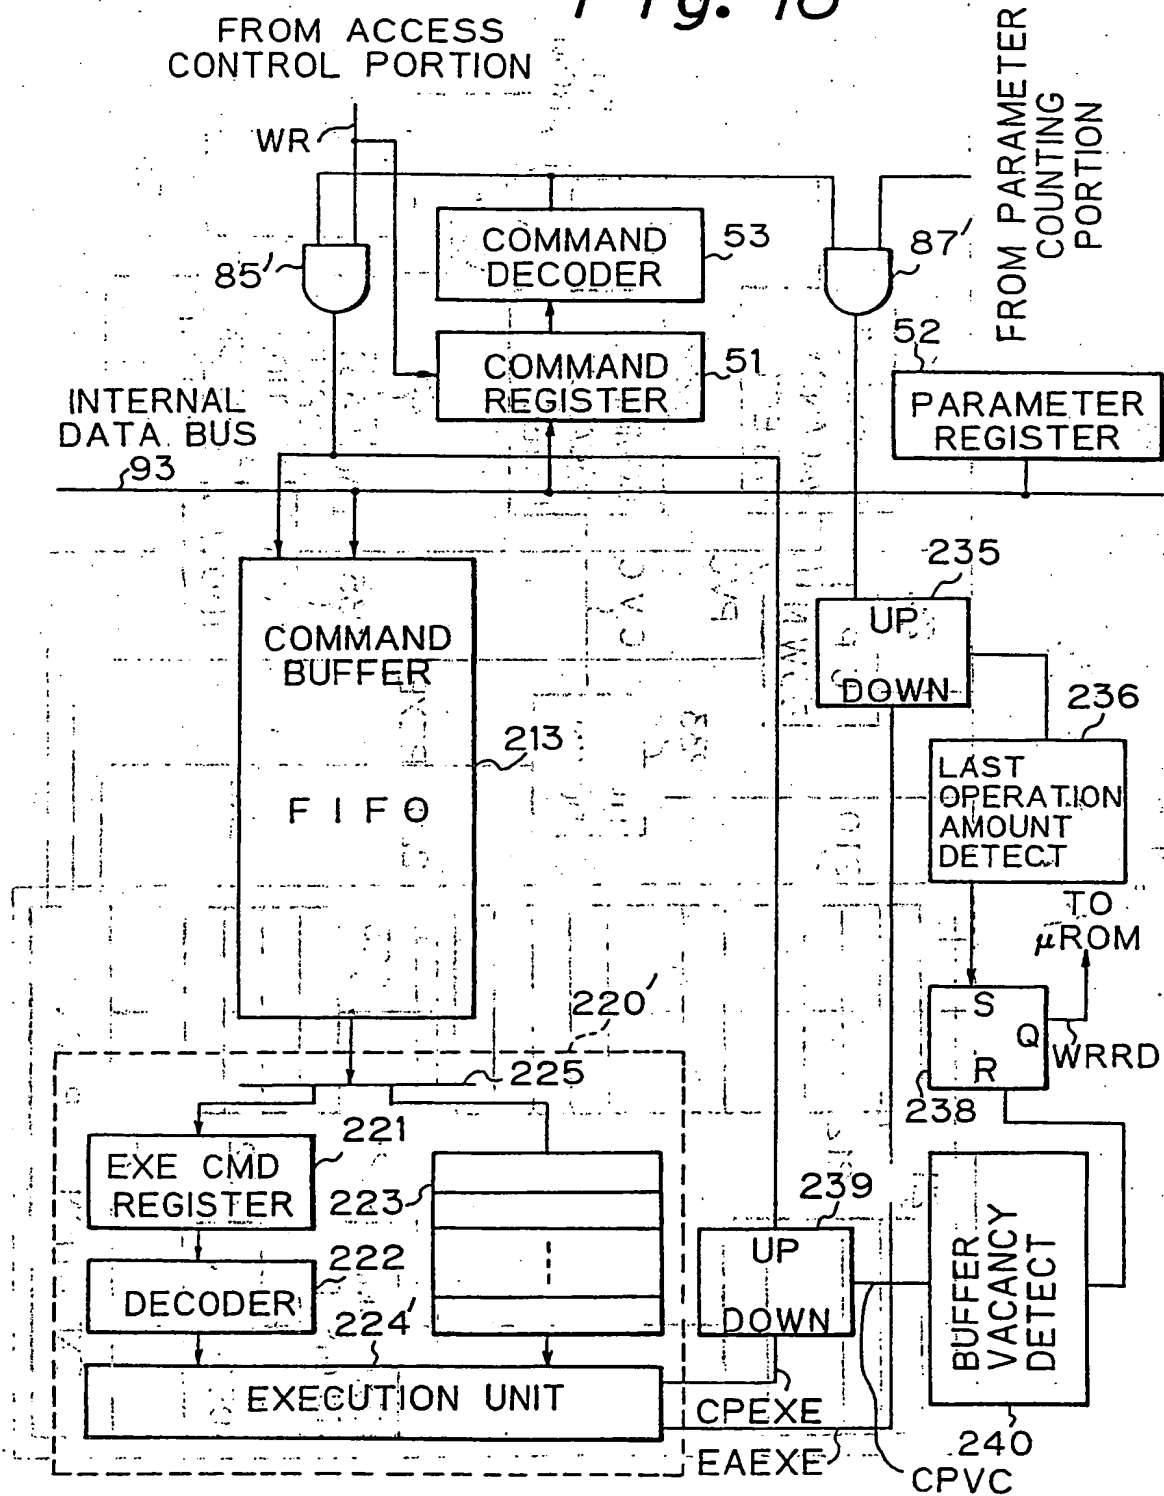 Fig. 18
FROM ACCESS
CONTROL PORTION
WR
FROM PARAMETER
COUNTING
PORTION
COMMAND
DECODER
53
85'
87'
COMMAND
REGISTER
51
52
PARAMETER
REGISTER
INTERNAL
DATA BUS
93
COMMAND
BUFFER
FIFO
213
235
UP
DOWN
236
LAST
OPERATION
AMOUNT
DETECT
TO
μROM
S
Q
R
WRRD
238
220'
225
EXE CMD
REGISTER
221
223
DECODER
222
224'
EXECUTION UNIT
239
UP
DOWN
BUFFER
VACANCY
DETECT
240
CPEXE
EAEXE
CPVC